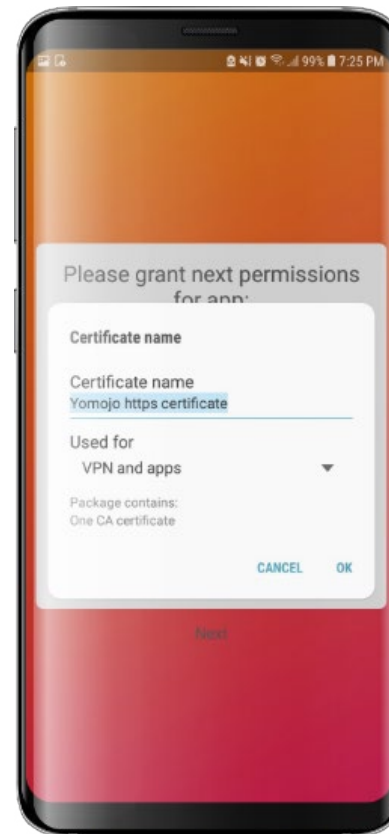 99% 7:25 PM
Please grant next permissions
for app:
Certificate name
Certificate name
Yomojo https certificate
Used for
VPN and apps
Package contains:
One CA certificate
CANCEL OK
Next